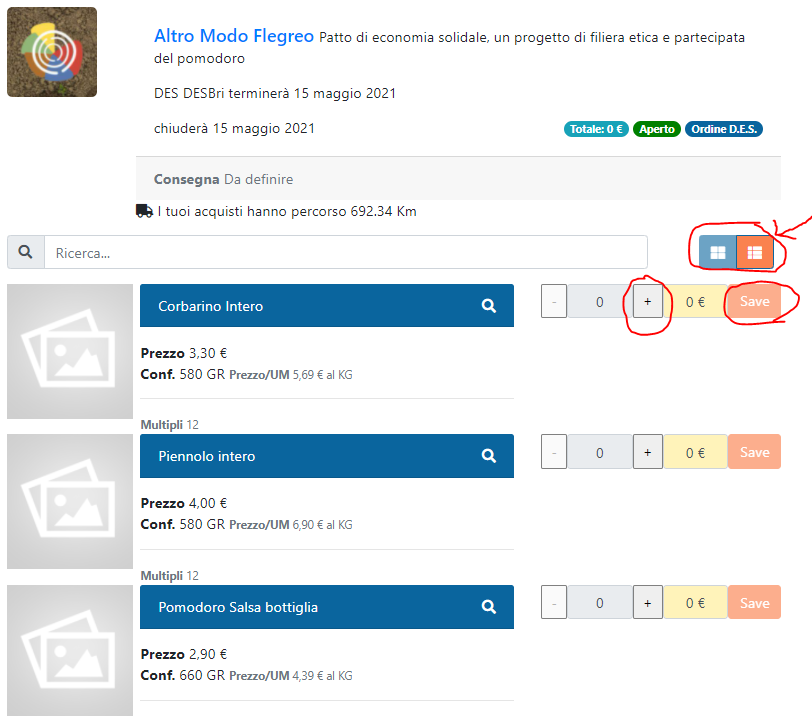 Altro Modo Flegreo Patto di economia solidale, un progetto di filiera etica e partecipata
del pomodoro
DES DESBri terminerà 15 maggio 2021
chiuderà 15 maggio 2021 Totale: 0 € Aperto Ordine D.E.S.
Consegna Da definire
I tuoi acquisti hanno percorso 692.34 Km
Ricerca...
Corbarino Intero - 0 + 0 € Save
Prezzo 3,30 €
Conf. 580 GR Prezzo/UM 5,69 € al KG
Multipli 12
Piennolo intero - 0 + 0 € Save
Prezzo 4,00 €
Conf. 580 GR Prezzo/UM 6,90 € al KG
Multipli 12
Pomodoro Salsa bottiglia - 0 + 0 € Save
Prezzo 2,90 €
Conf. 660 GR Prezzo/UM 4,39 € al KG